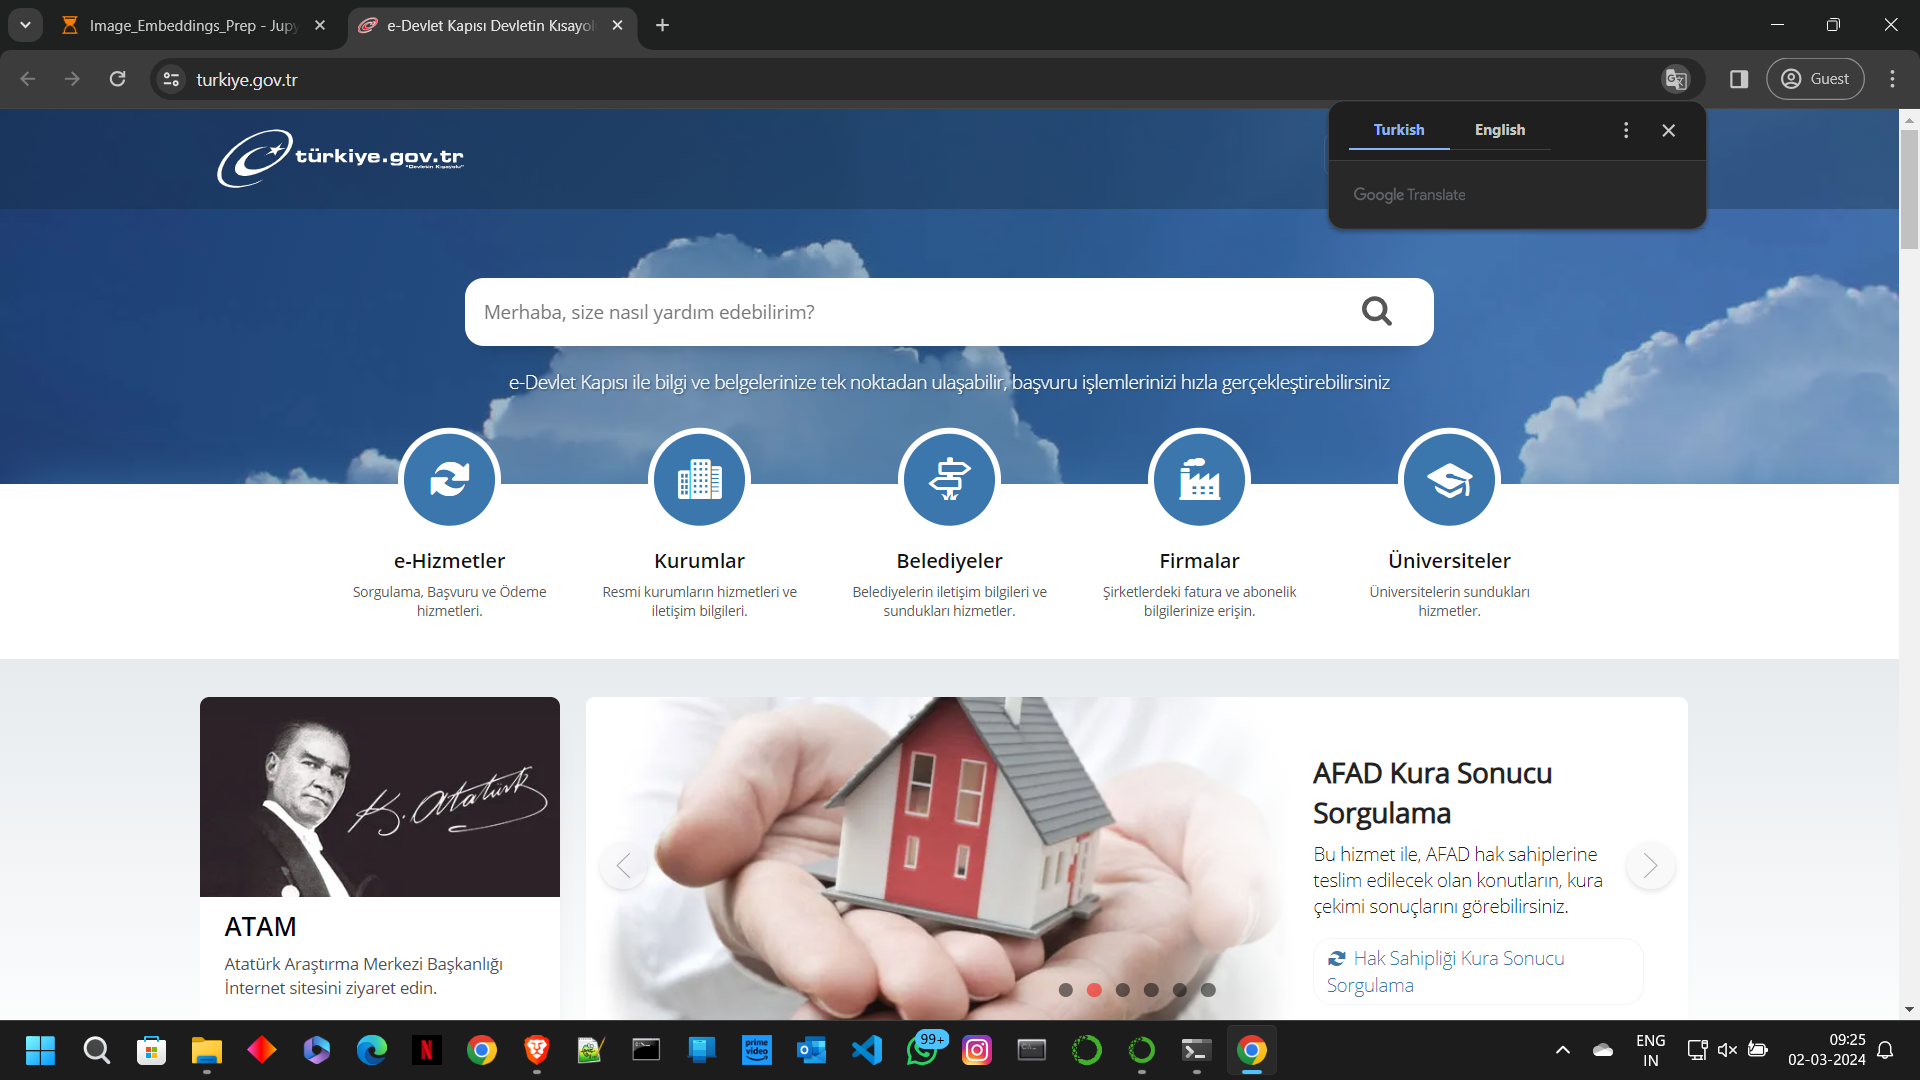 Image_Embeddings_Prep - Jupy
e-Devlet Kapısı Devletin Kısayolu
turkiye.gov.tr
Guest
Turkish
English
Google Translate
türkiye.gov.tr
"Devletin Kısayolu"
Merhaba, size nasıl yardım edebilirim?
e-Devlet Kapısı ile bilgi ve belgelerinize tek noktadan ulaşabilir, başvuru işlemlerinizi hızla gerçekleştirebilirsiniz
e-Hizmetler
Sorgulama, Başvuru ve Ödeme
hizmetleri.
Kurumlar
Resmi kurumların hizmetleri ve
iletişim bilgileri.
Belediyeler
Belediyelerin iletişim bilgileri ve
sundukları hizmetler.
Firmalar
Şirketlerdeki fatura ve abonelik
bilgilerinize erişin.
Üniversiteler
Üniversitelerin sundukları
hizmetler.
K. Atatürk
ATAM
Atatürk Araştırma Merkezi Başkanlığı
İnternet sitesini ziyaret edin.
AFAD Kura Sonucu
Sorgulama
Bu hizmet ile, AFAD hak sahiplerine
teslim edilecek olan konutların, kura
çekimi sonuçlarını görebilirsiniz.
Hak Sahipliği Kura Sonucu
Sorgulama
prime
video
99+
ENG
IN
09:25
02-03-2024